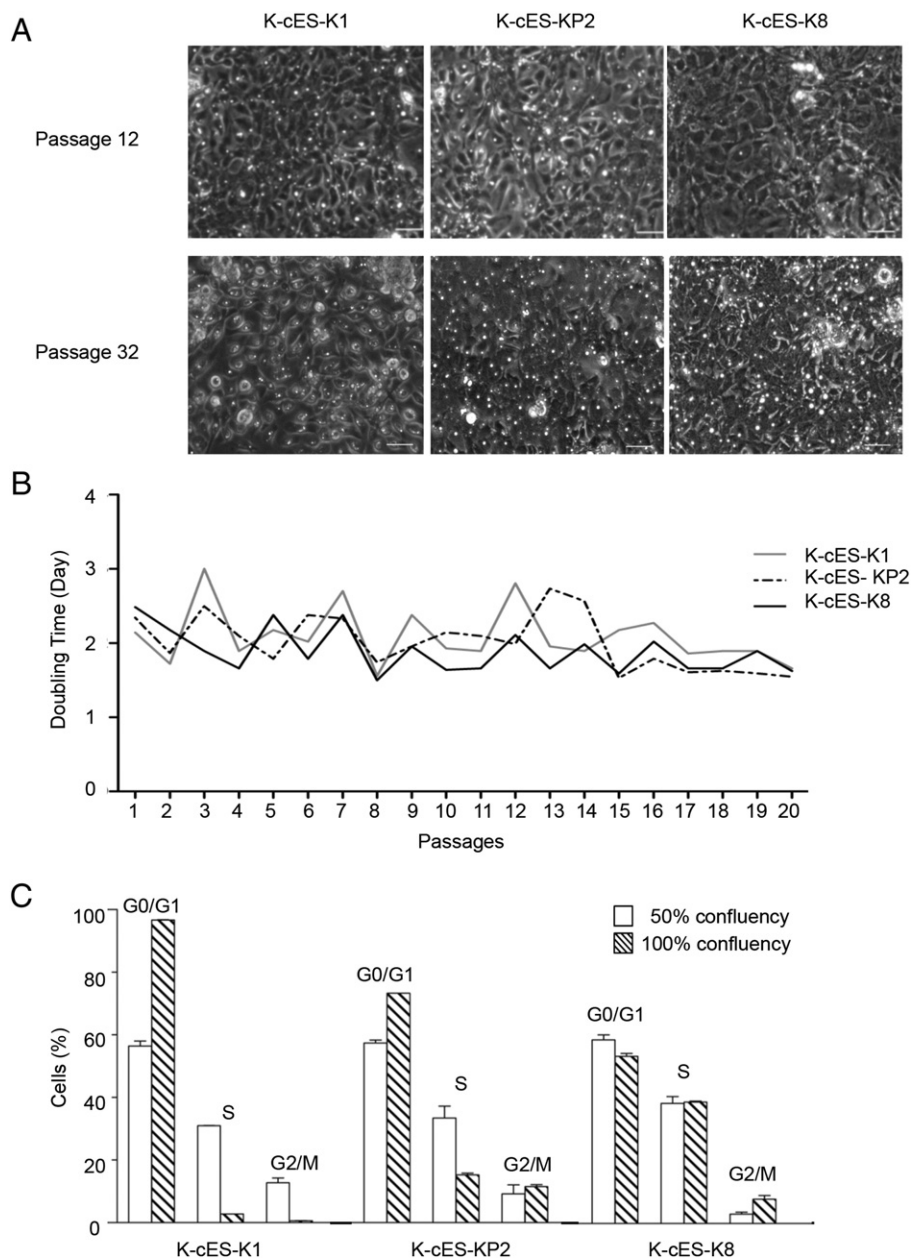 A
K-cES-K1 K-cES-KP2 K-cES-K8
Passage 12
Passage 32
B
4
3
2
1
0
Doubling Time (Day)
K-cES-K1
K-cES- KP2
K-cES-K8
1 2 3 4 5 6 7 8 9 10 11 12 13 14 15 16 17 18 19 20
Passages
C
100
80
60
40
20
0
Cells (%)
50% confluency
100% confluency
G0/G1
S
G2/M
G0/G1
S
G2/M
G0/G1
S
G2/M
K-cES-K1 K-cES-KP2 K-cES-K8